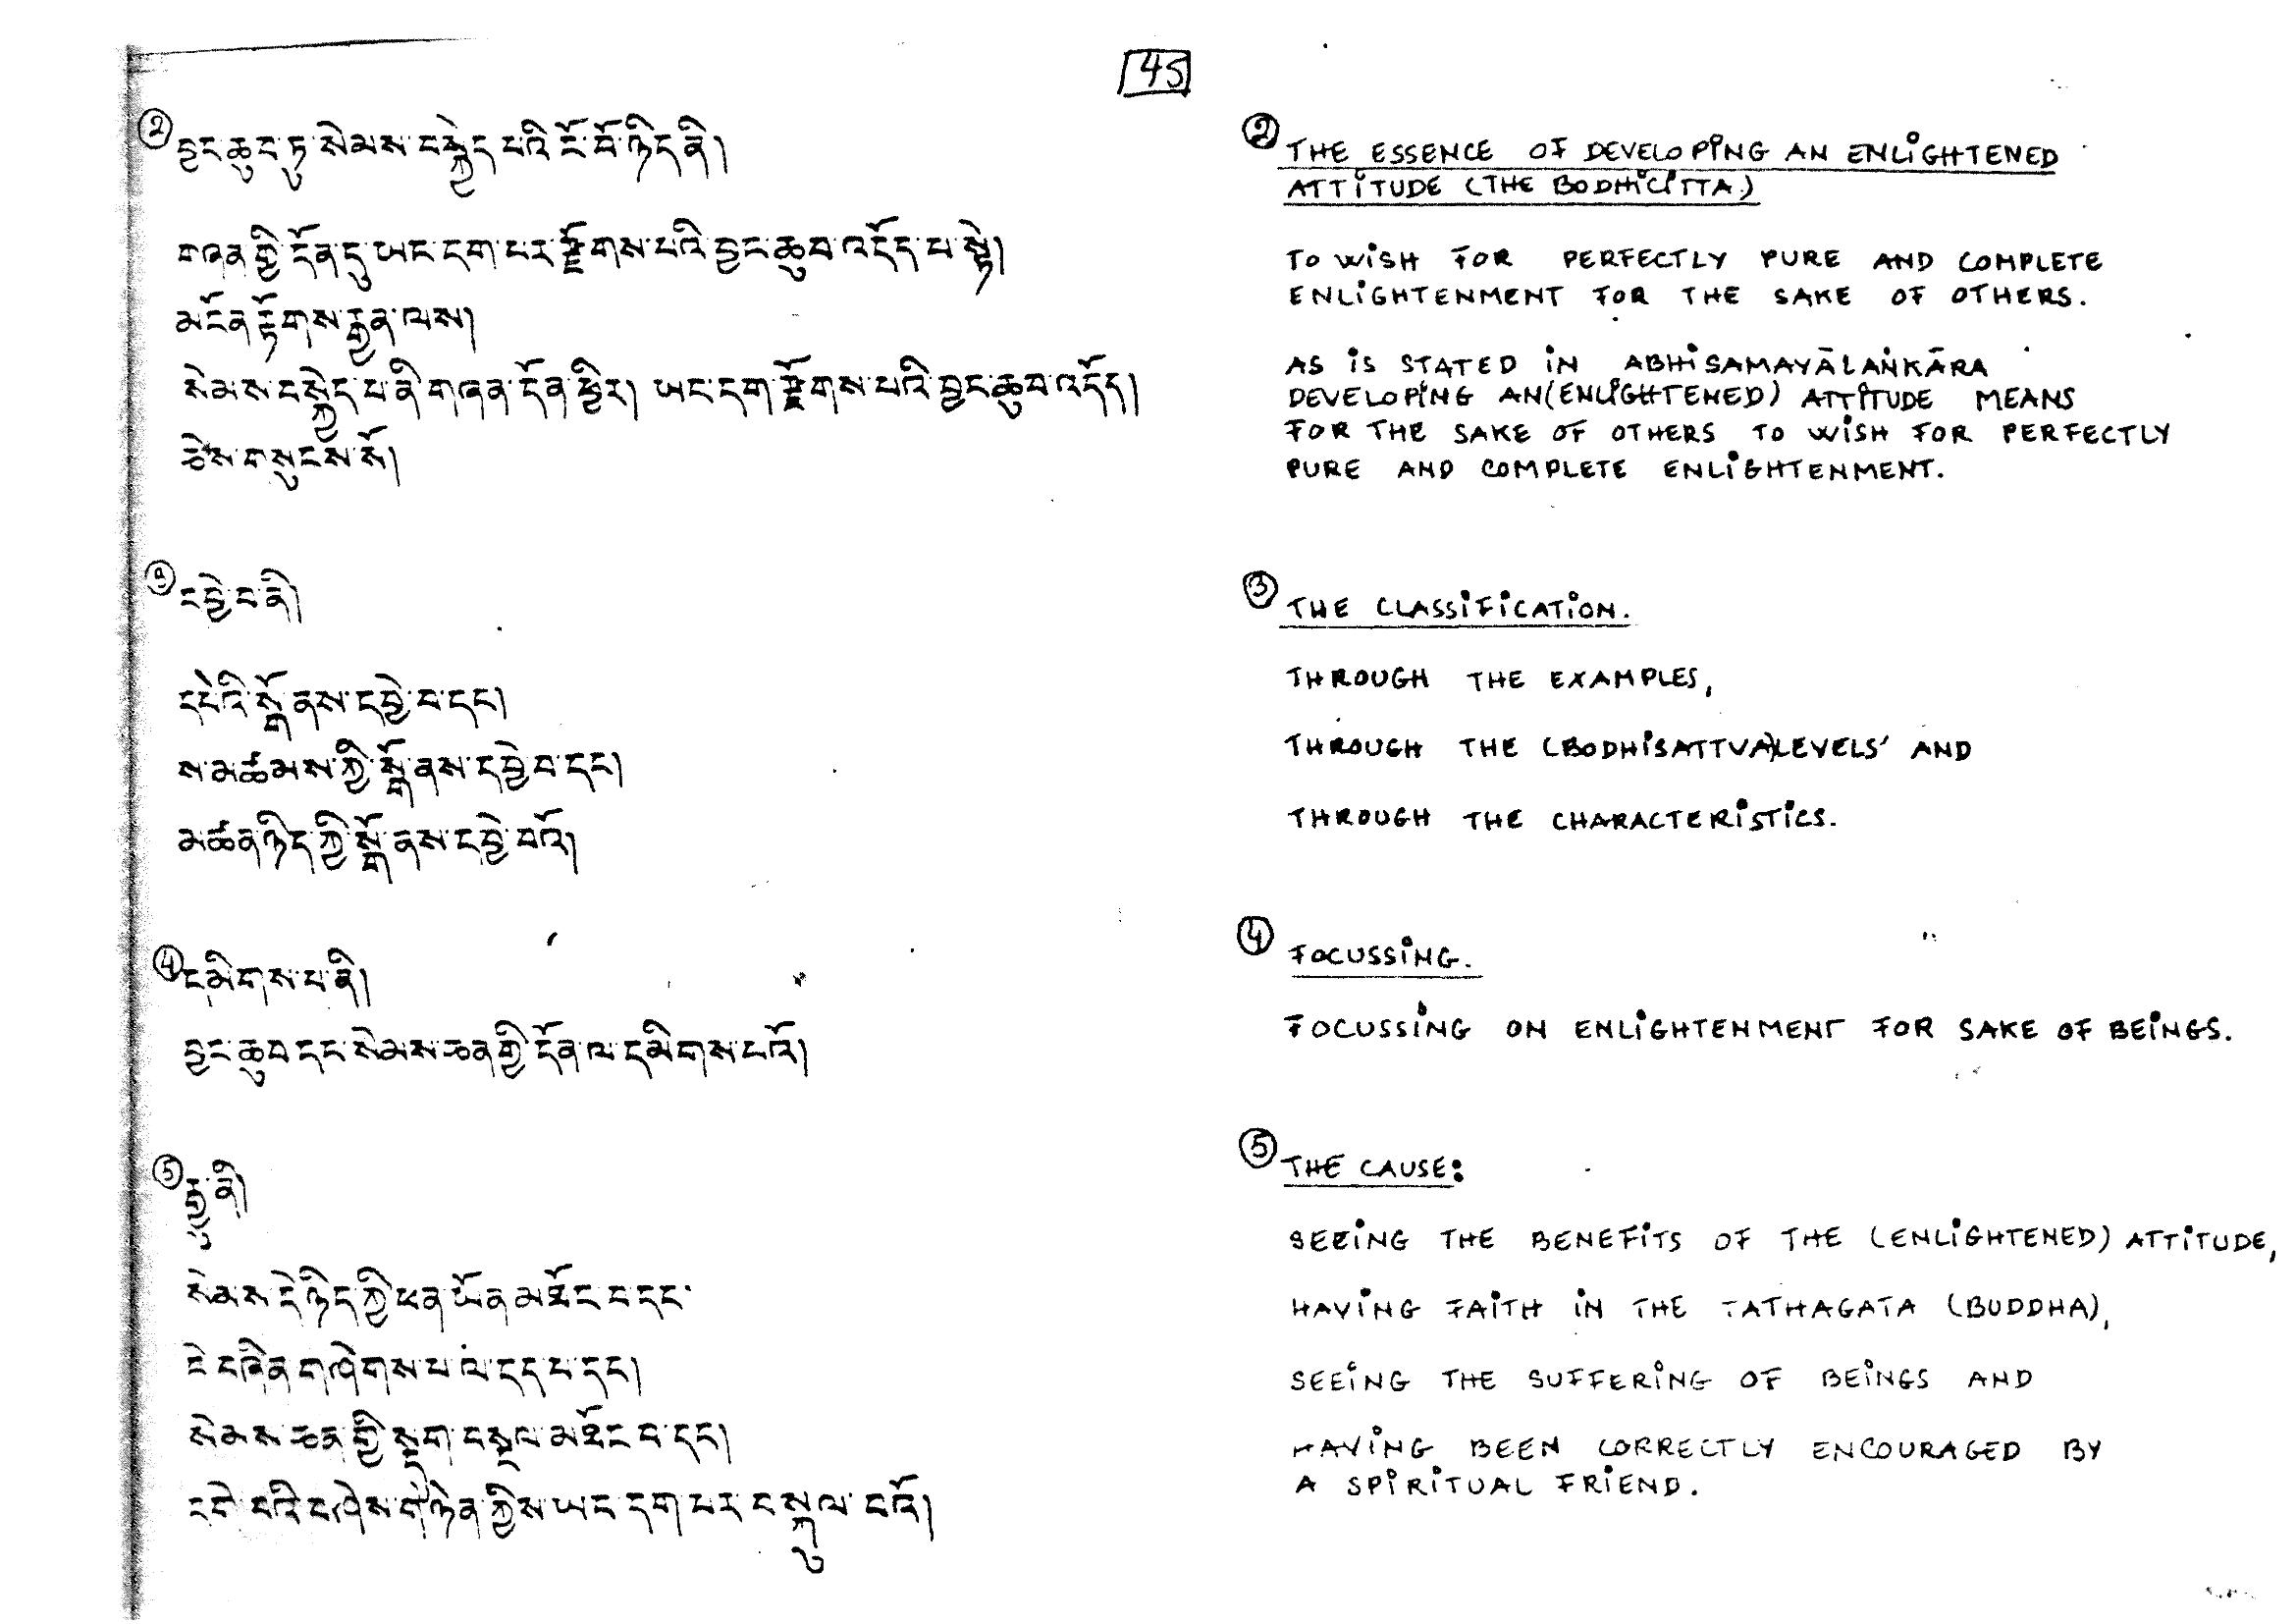 45
② བྱང་ཆུབ་ཏུ་སེམས་བསྐྱེད་པའི་ངོ་བོ་ཉིད་ནི།
གཞན་གྱི་དོན་དུ་ཡང་དག་པར་རྫོགས་པའི་བྱང་ཆུབ་འདོད་པ་སྟེ།
མངོན་རྟོགས་རྒྱན་ལས།
སེམས་བསྐྱེད་པ་ནི་གཞན་དོན་ཕྱིར། ཡང་དག་རྫོགས་པའི་བྱང་ཆུབ་འདོད།
ཅེས་གསུངས་སོ།
③ དབྱེ་བ་ནི།
དཔེའི་སྒོ་ནས་དབྱེ་བ་དང།
ས་མཚམས་ཀྱི་སྒོ་ནས་དབྱེ་བ་དང།
མཚན་ཉིད་ཀྱི་སྒོ་ནས་དབྱེ་བའོ།
④ དམིགས་པ་ནི།
བྱང་ཆུབ་དང་སེམས་ཅན་གྱི་དོན་ལ་དམིགས་པའོ།
⑤ རྒྱུ་ནི།
སེམས་དེ་ཉིད་ཀྱི་ཕན་ཡོན་མཐོང་བ་དང་
དེ་བཞིན་གཤེགས་པ་ལ་དད་པ་དང།
སེམས་ཅན་གྱི་སྡུག་བསྔལ་མཐོང་བ་དང།
དགེ་བའི་བཤེས་གཉེན་གྱིས་ཡང་དག་པར་བསྐུལ་བའོ།
② THE ESSENCE OF DEVELOPING AN ENLIGHTENED
ATTITUDE (THE BODHICITTA)
TO WISH FOR PERFECTLY PURE AND COMPLETE
ENLIGHTENMENT FOR THE SAKE OF OTHERS.
AS IS STATED IN ABHISAMAYĀLAṄKĀRA
DEVELOPING AN (ENLIGHTENED) ATTITUDE MEANS
FOR THE SAKE OF OTHERS TO WISH FOR PERFECTLY
PURE AND COMPLETE ENLIGHTENMENT.
③ THE CLASSIFICATION.
THROUGH THE EXAMPLES,
THROUGH THE (BODHISATTVA) LEVELS' AND
THROUGH THE CHARACTERISTICS.
④ FOCUSSING.
FOCUSSING ON ENLIGHTENMENT FOR SAKE OF BEINGS.
⑤ THE CAUSE:
SEEING THE BENEFITS OF THE (ENLIGHTENED) ATTITUDE,
HAVING FAITH IN THE TATHAGATA (BUDDHA),
SEEING THE SUFFERING OF BEINGS AND
HAVING BEEN CORRECTLY ENCOURAGED BY
A SPIRITUAL FRIEND.